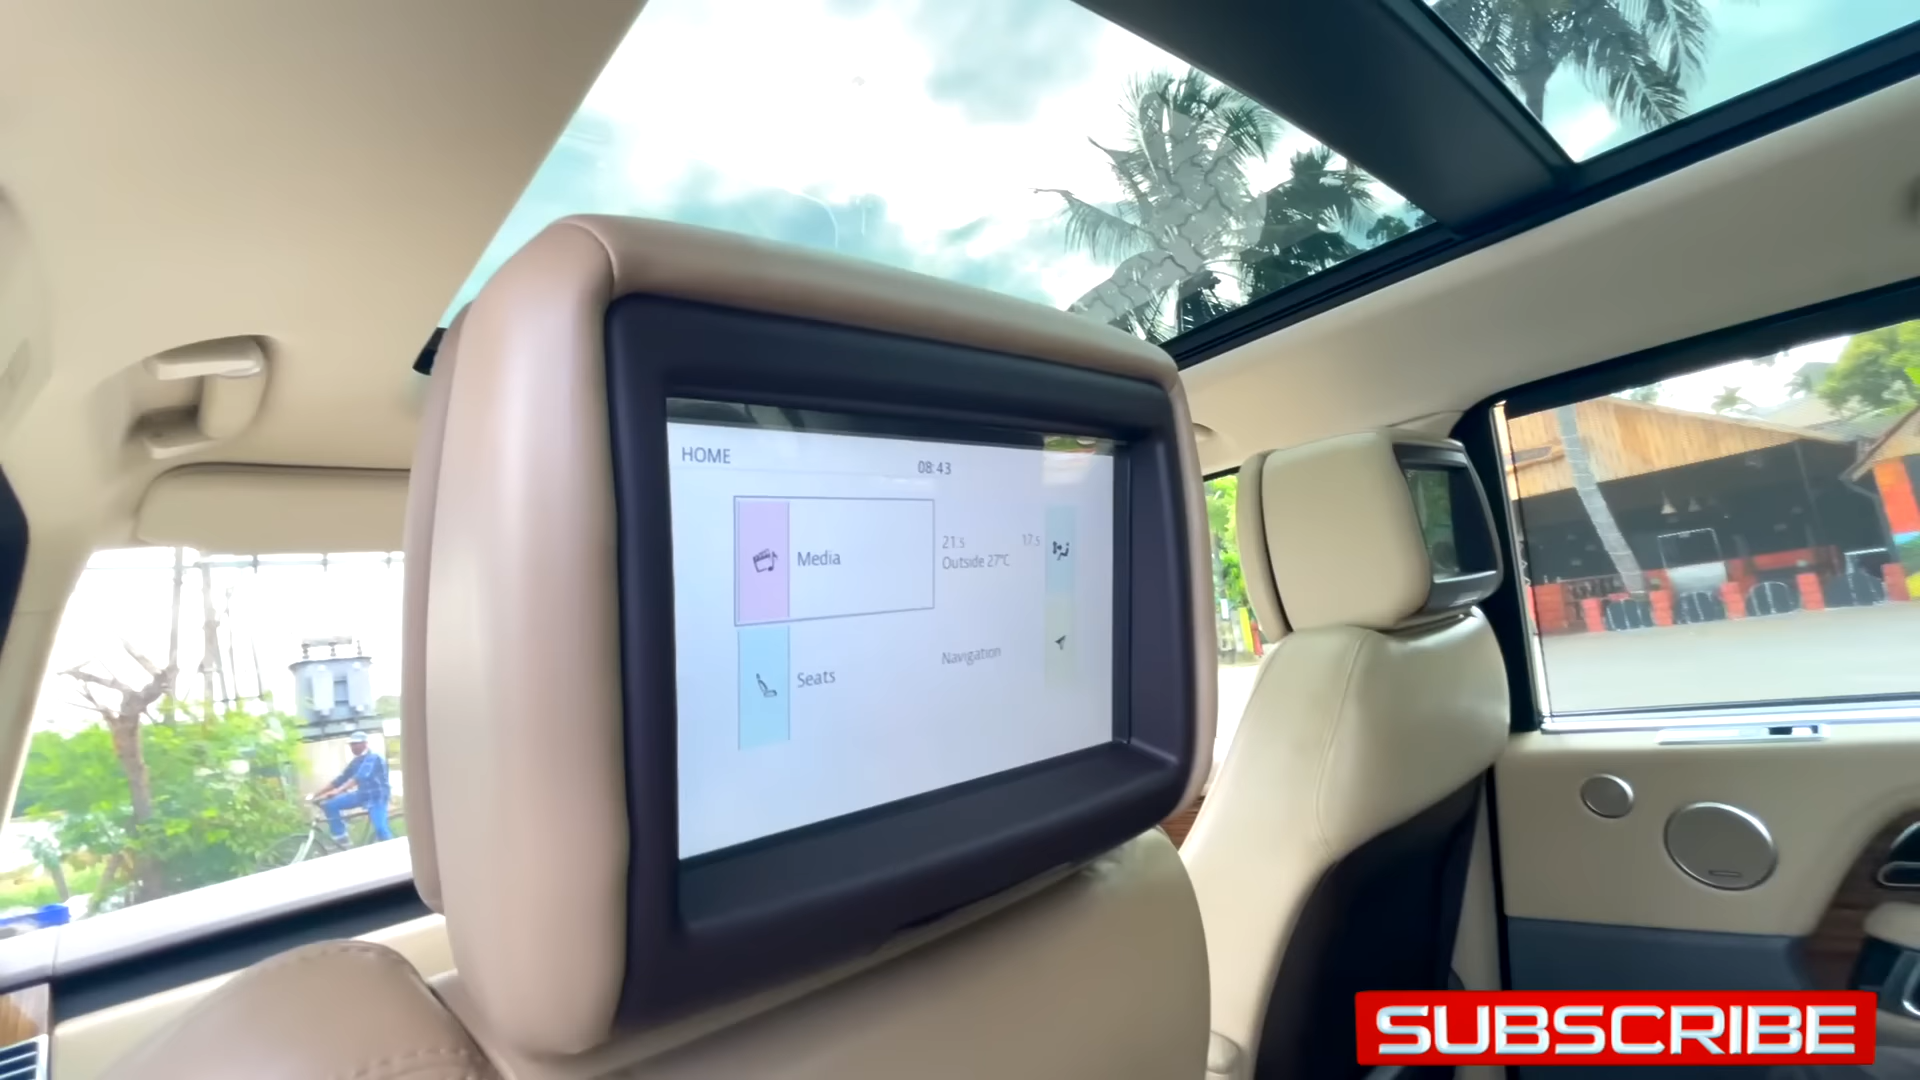 HOME
08:43
Media
21.5
17.5
Outside 27°C
Seats
Navigation
SUBSCRIBE